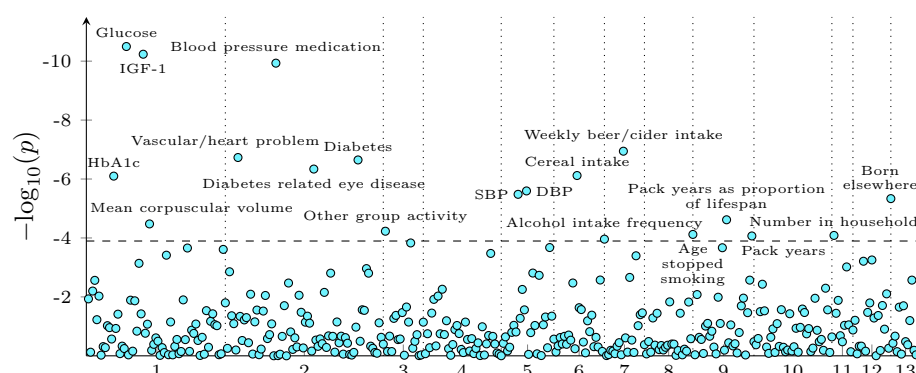 Glucose
IGF-1
Blood pressure medication
-10
-8
Vascular/heart problem
Diabetes
Weekly beer/cider intake
HbA1c
Cereal intake
Born
elsewhere
-6
Diabetes related eye disease
SBP
DBP
Pack years as proportion
of lifespan
Mean corpuscular volume
Other group activity
Alcohol intake frequency
Number in household
-4
Age
stopped
smoking
Pack years
-2
−log10(p)
1 2 3 4 5 6 7 8 9 10 11 12 13